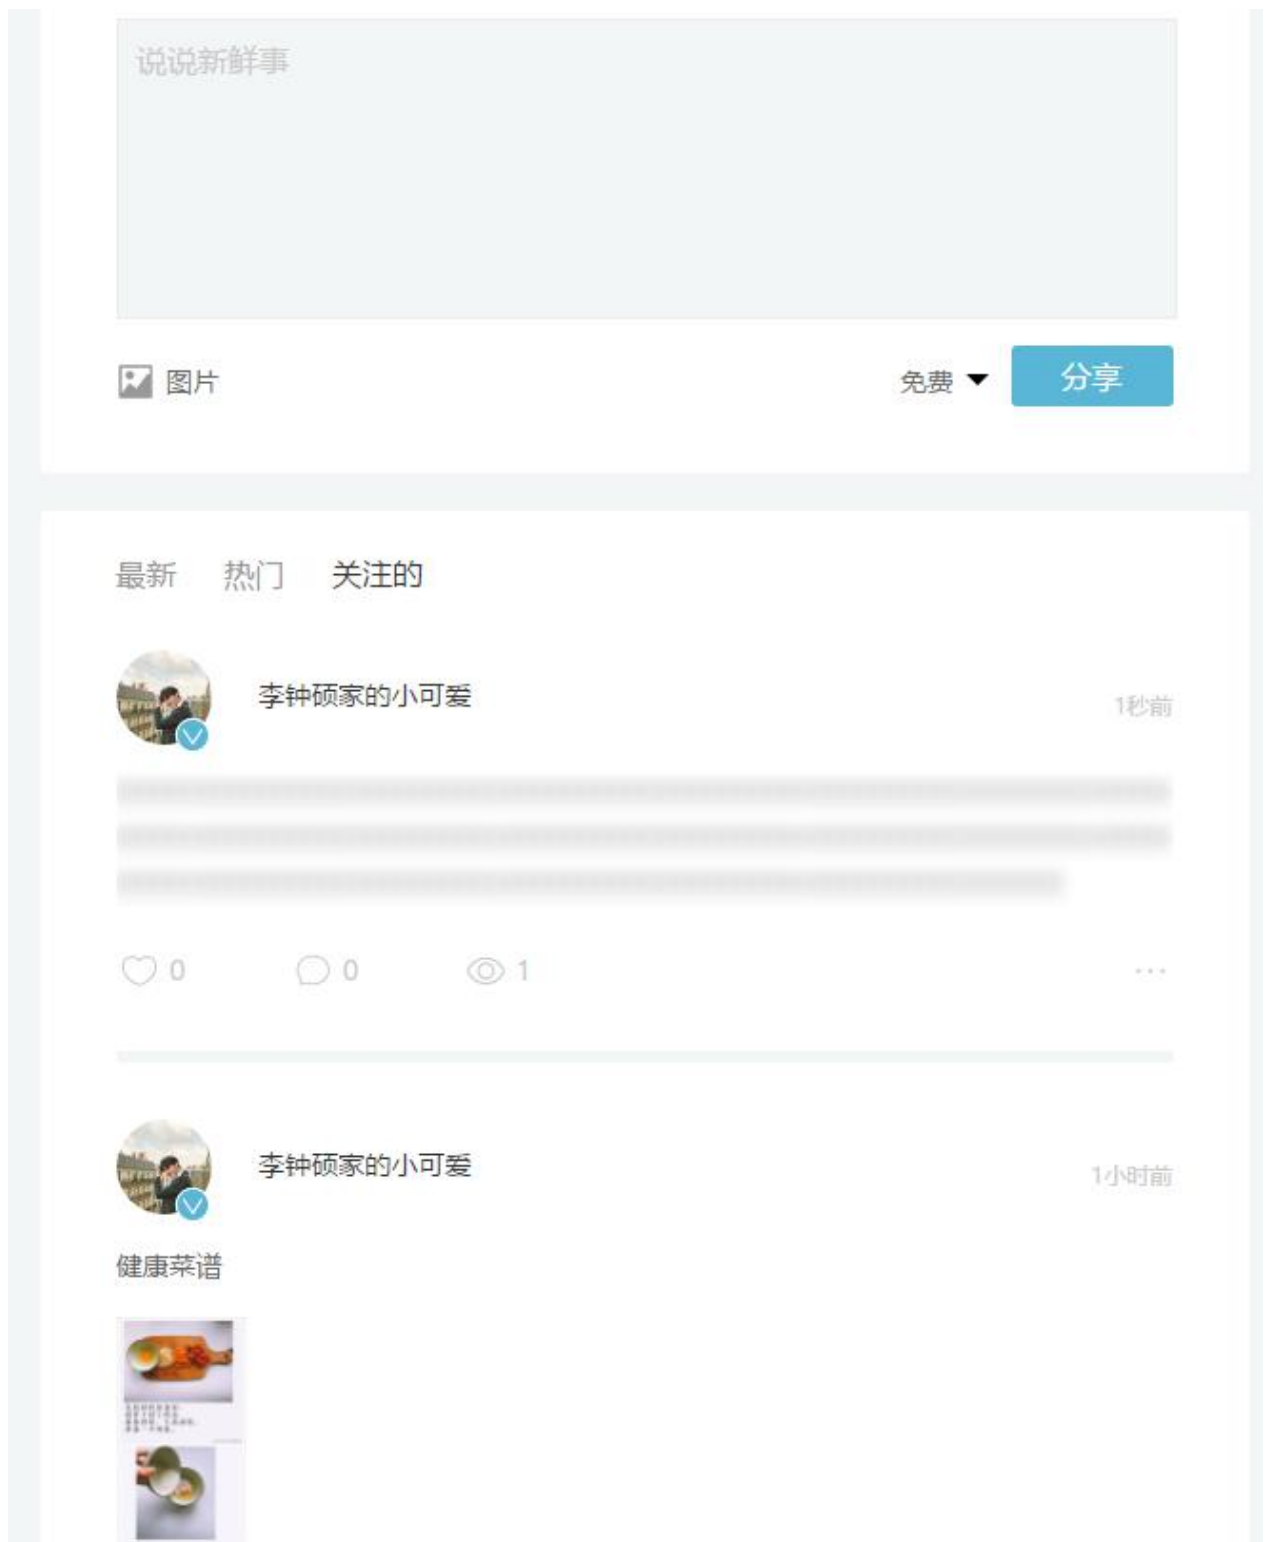 说说新鲜事
图片
免费
分享
最新 热门 关注的
李钟硕家的小可爱
1秒前
0 0 1
李钟硕家的小可爱
1小时前
健康菜谱